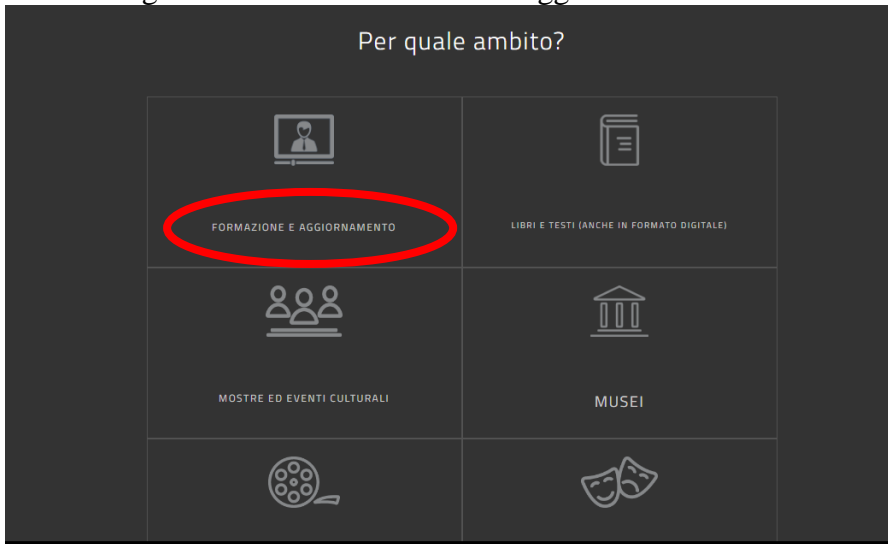 Per quale ambito?
FORMAZIONE E AGGIORNAMENTO
LIBRI E TESTI (ANCHE IN FORMATO DIGITALE)
MOSTRE ED EVENTI CULTURALI
MUSEI